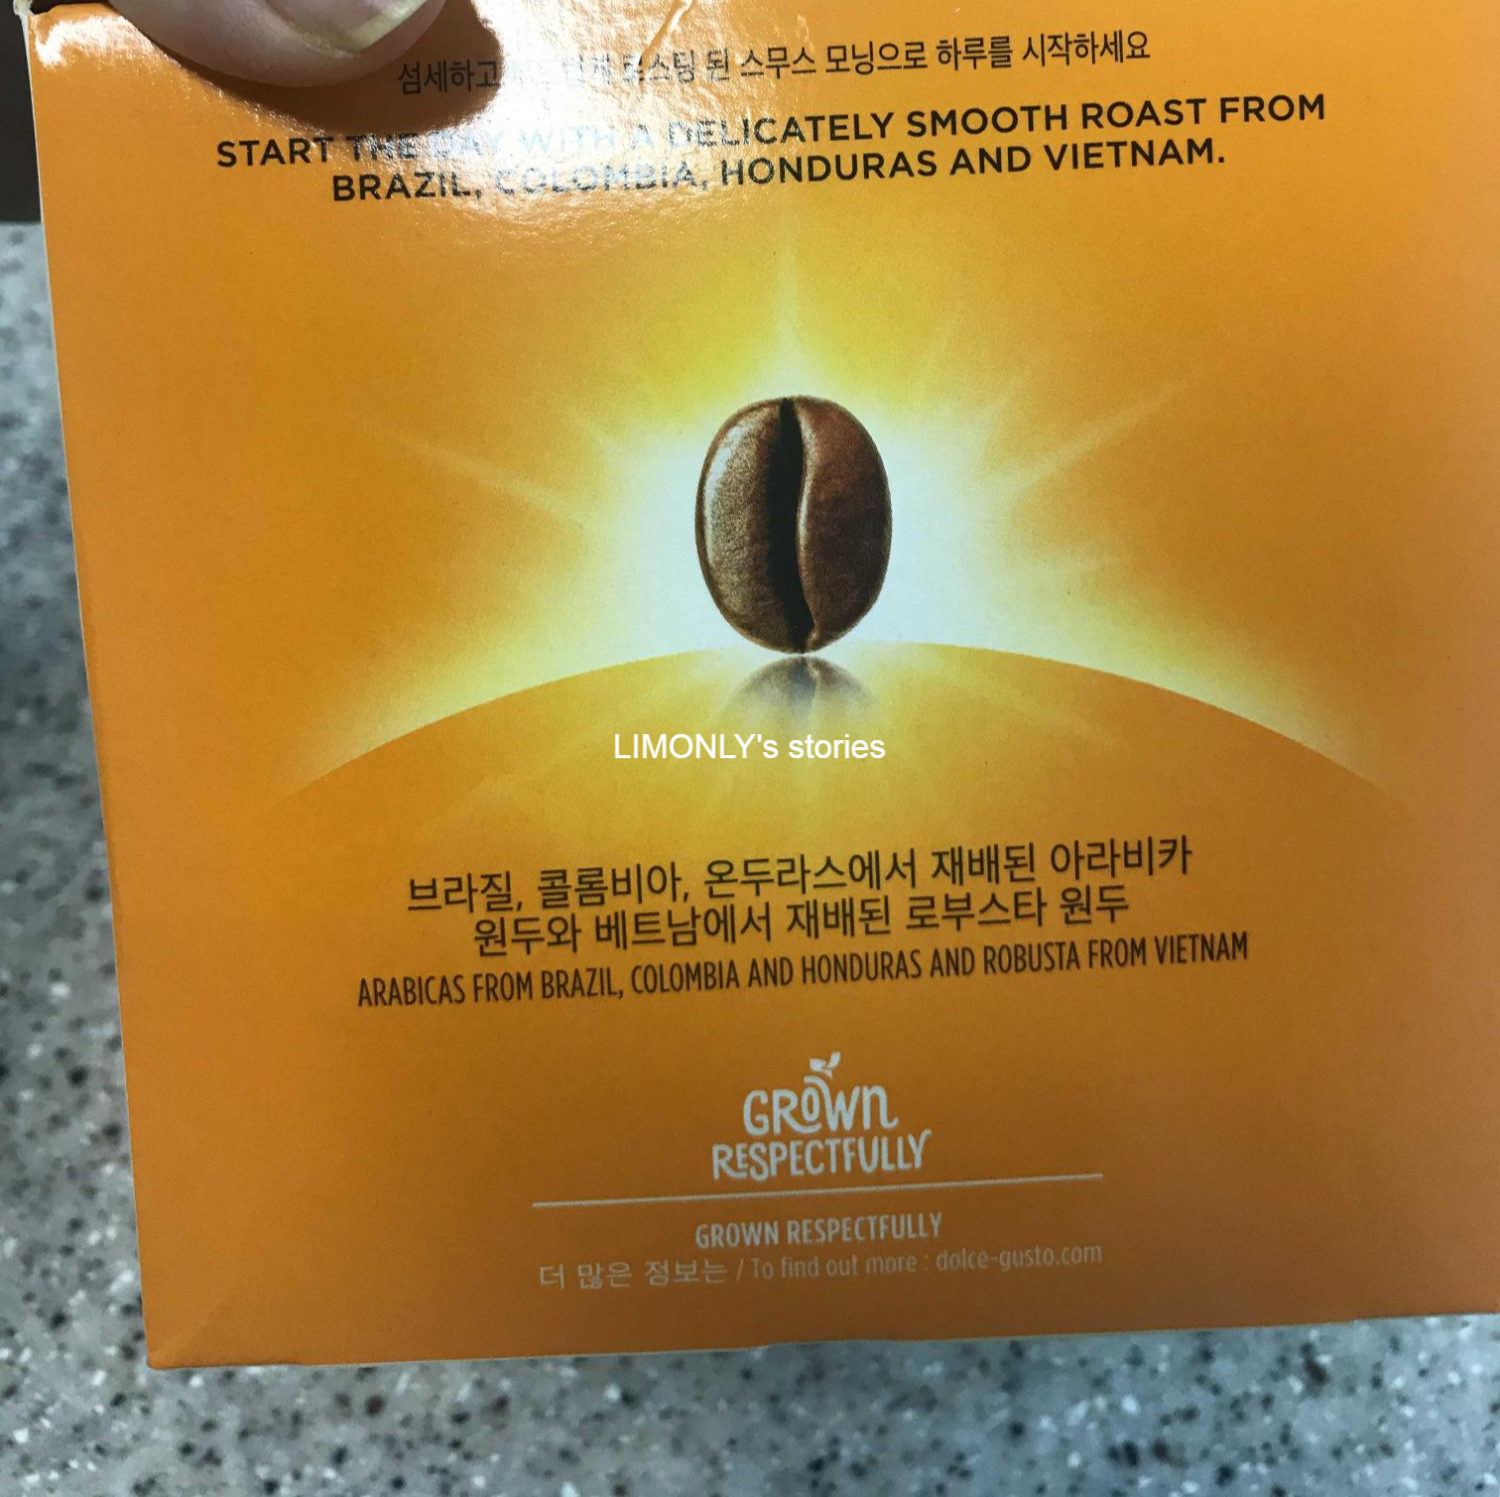 섬세하고 로스팅 된 스무스 모닝으로 하루를 시작하세요
START THE DAY WITH A DELICATELY SMOOTH ROAST FROM
BRAZIL, COLOMBIA, HONDURAS AND VIETNAM.
LIMONLY's stories
브라질, 콜롬비아, 온두라스에서 재배된 아라비카
원두와 베트남에서 재배된 로부스타 원두
ARABICAS FROM BRAZIL, COLOMBIA AND HONDURAS AND ROBUSTA FROM VIETNAM
GROWN
RESPECTFULLY
GROWN RESPECTFULLY
더 많은 정보는 / To find out more : dolce-gusto.com